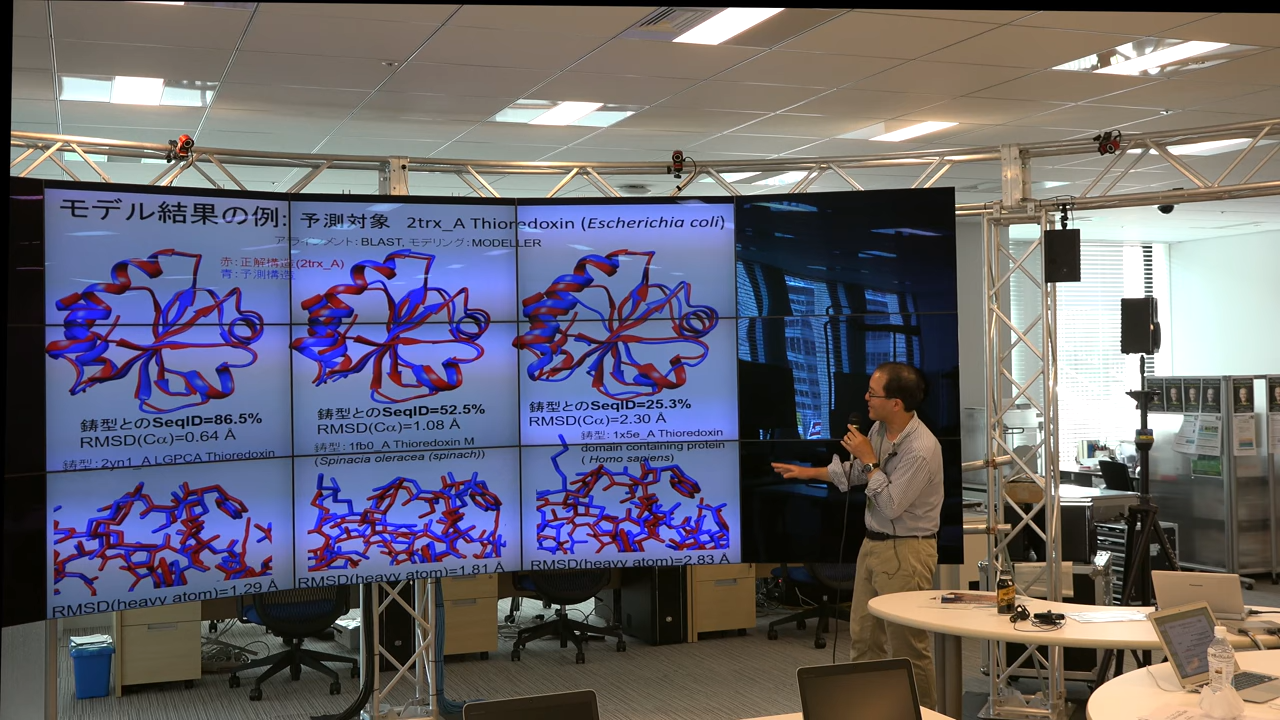 モデル結果の例: 予測対象 2trx_A Thioredoxin (Escherichia coli)
アラインメント:BLAST, モデリング:MODELLER
赤:正解構造(2trx_A)
青:予測構造
鋳型とのSeqID=86.5%
RMSD(Cα)=0.64 Å
鋳型:2yn1_A LGPCA Thioredoxin
RMSD(heavy atom)=1.29 Å
鋳型とのSeqID=52.5%
RMSD(Cα)=1.08 Å
鋳型:1fb0_A Thioredoxin M
(Spinacia oleracea (spinach))
RMSD(heavy atom)=1.81 Å
鋳型とのSeqID=25.3%
RMSD(Cα)=2.30 Å
鋳型:1x5e_A Thioredoxin
domain containing protein
( Homo sapiens)
RMSD(heavy atom)=2.83 Å